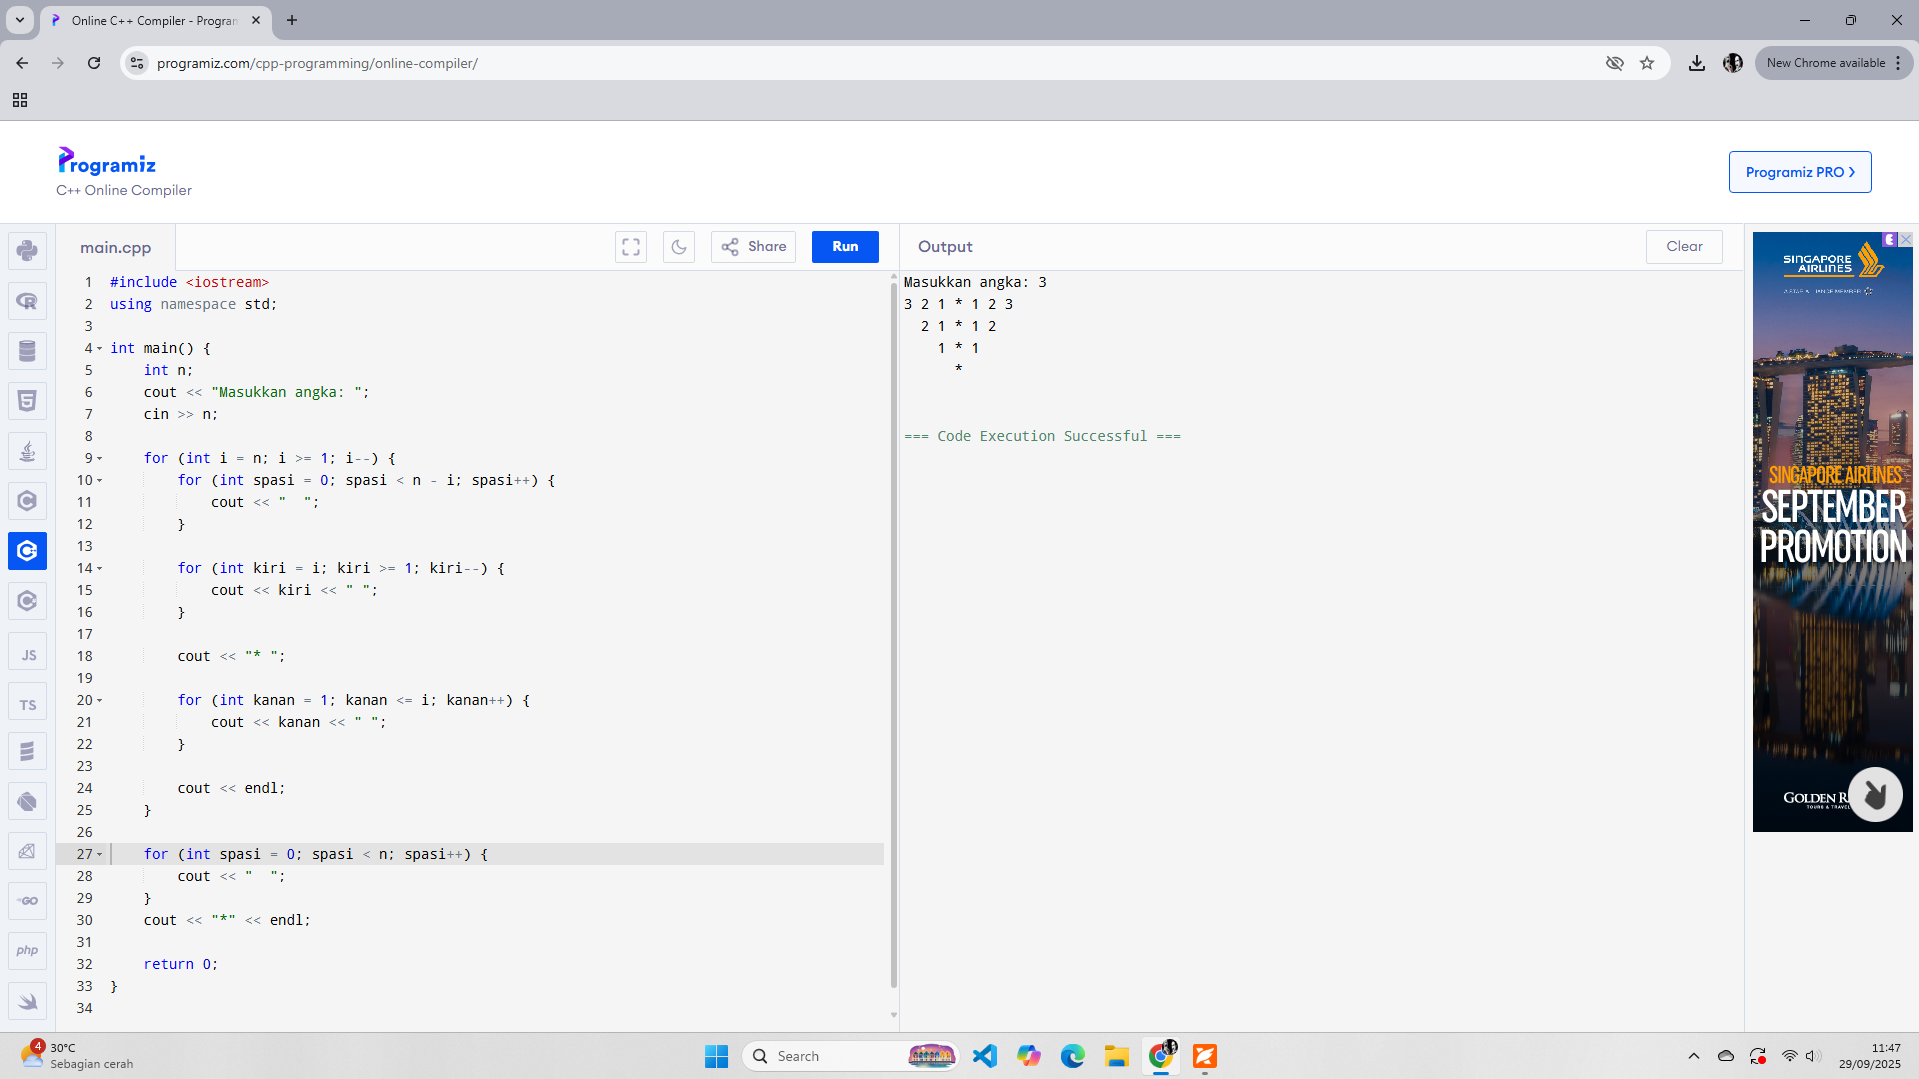 Online C++ Compiler - Program
programiz.com/cpp-programming/online-compiler/
New Chrome available
Programiz
C++ Online Compiler
Programiz PRO
main.cpp
Share
Run
Output
Clear
1 #include <iostream>
2 using namespace std;
3
4 int main() {
5     int n;
6     cout << "Masukkan angka: ";
7     cin >> n;
8
9     for (int i = n; i >= 1; i--) {
10         for (int spasi = 0; spasi < n - i; spasi++) {
11             cout << "  ";
12         }
13
14         for (int kiri = i; kiri >= 1; kiri--) {
15             cout << kiri << " ";
16         }
17
18         cout << "* ";
19
20         for (int kanan = 1; kanan <= i; kanan++) {
21             cout << kanan << " ";
22         }
23
24         cout << endl;
25     }
26
27     for (int spasi = 0; spasi < n; spasi++) {
28         cout << "  ";
29     }
30     cout << "*" << endl;
31
32     return 0;
33 }
34
Masukkan angka: 3
3 2 1 * 1 2 3
  2 1 * 1 2
    1 * 1
      *
=== Code Execution Successful ===
JS
TS
GO
php
SINGAPORE
AIRLINES
A STAR ALLIANCE MEMBER
SINGAPORE AIRLINES
SEPTEMBER
PROMOTION
GOLDEN R
TOURS & TRAVEL
4
30°C
Sebagian cerah
Search
11:47
29/09/2025